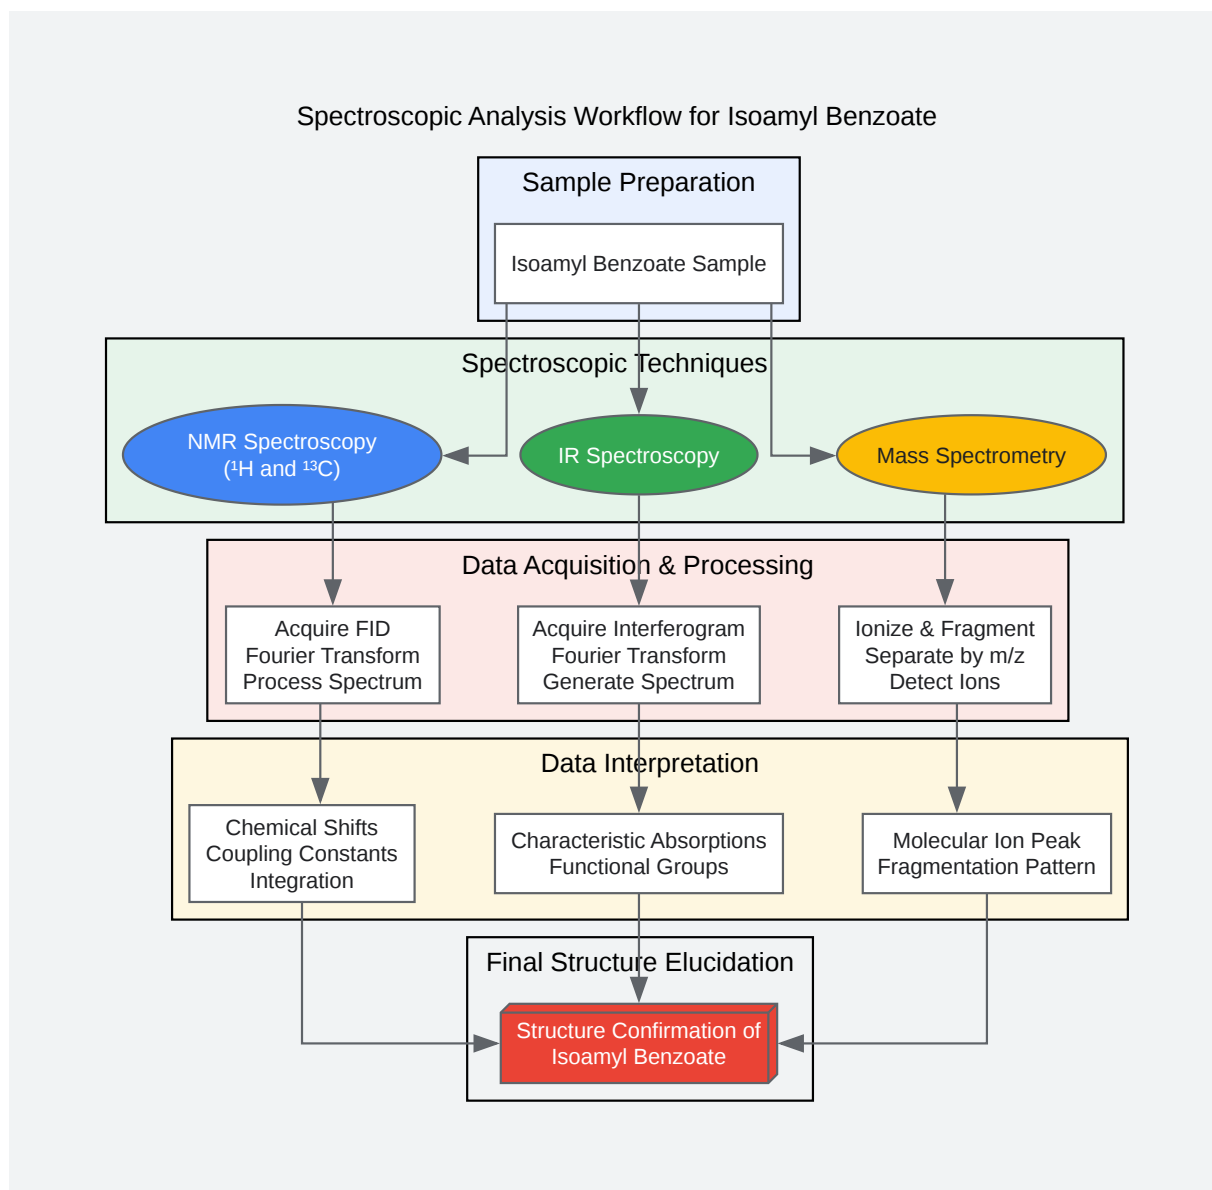 Spectroscopic Analysis Workflow for Isoamyl Benzoate
Sample Preparation
Isoamyl Benzoate Sample
Spectroscopic Techniques
NMR Spectroscopy
(¹H and ¹³C)
IR Spectroscopy
Mass Spectrometry
Data Acquisition & Processing
Acquire FID
Fourier Transform
Process Spectrum
Acquire Interferogram
Fourier Transform
Generate Spectrum
Ionize & Fragment
Separate by m/z
Detect Ions
Data Interpretation
Chemical Shifts
Coupling Constants
Integration
Characteristic Absorptions
Functional Groups
Molecular Ion Peak
Fragmentation Pattern
Final Structure Elucidation
Structure Confirmation of
Isoamyl Benzoate